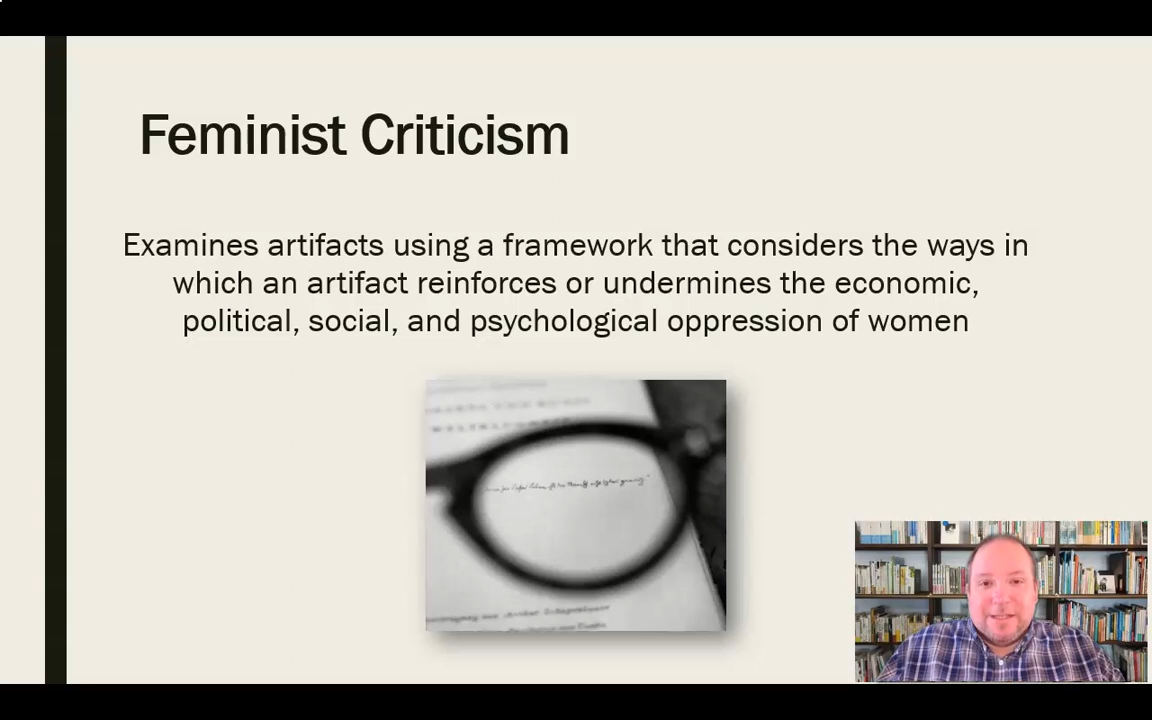 Feminist Criticism
Examines artifacts using a framework that considers the ways in
which an artifact reinforces or undermines the economic,
political, social, and psychological oppression of women